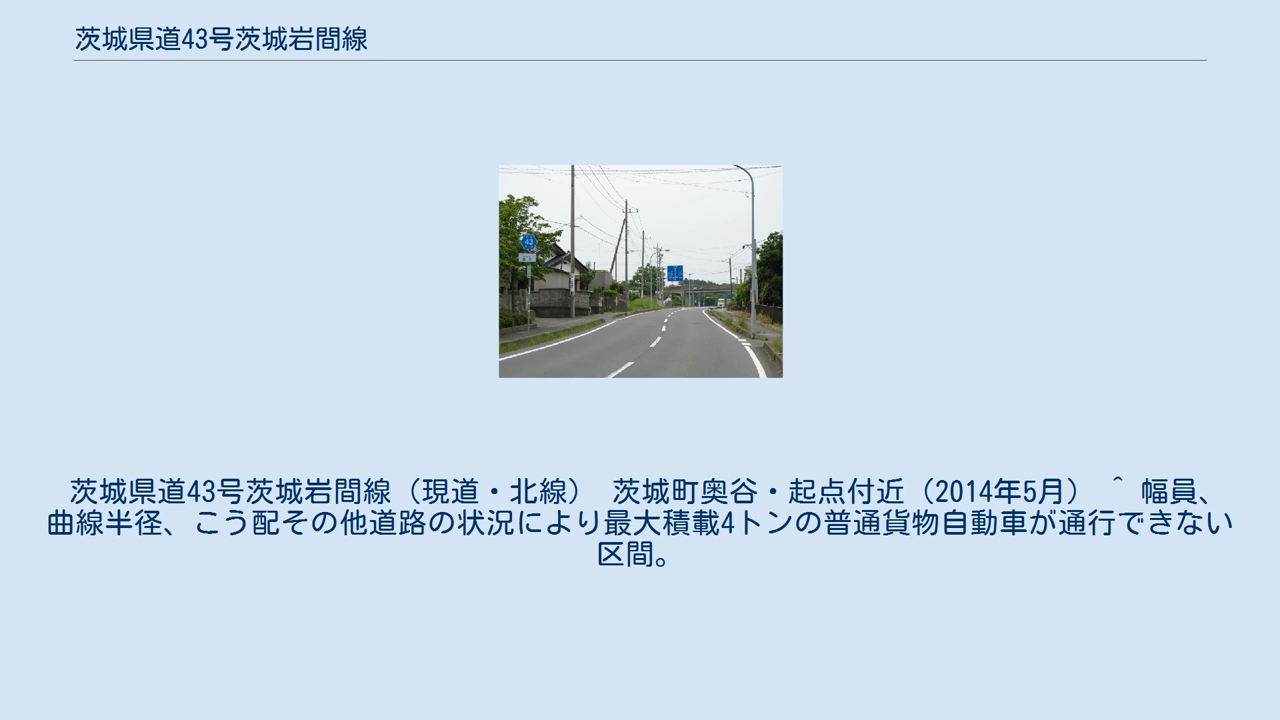 茨城県道43号茨城岩間線
43
茨城県道43号茨城岩間線（現道・北線） 茨城町奥谷・起点付近（2014年5月） ^ 幅員、
曲線半径、こう配その他道路の状況により最大積載4トンの普通貨物自動車が通行できない
区間。